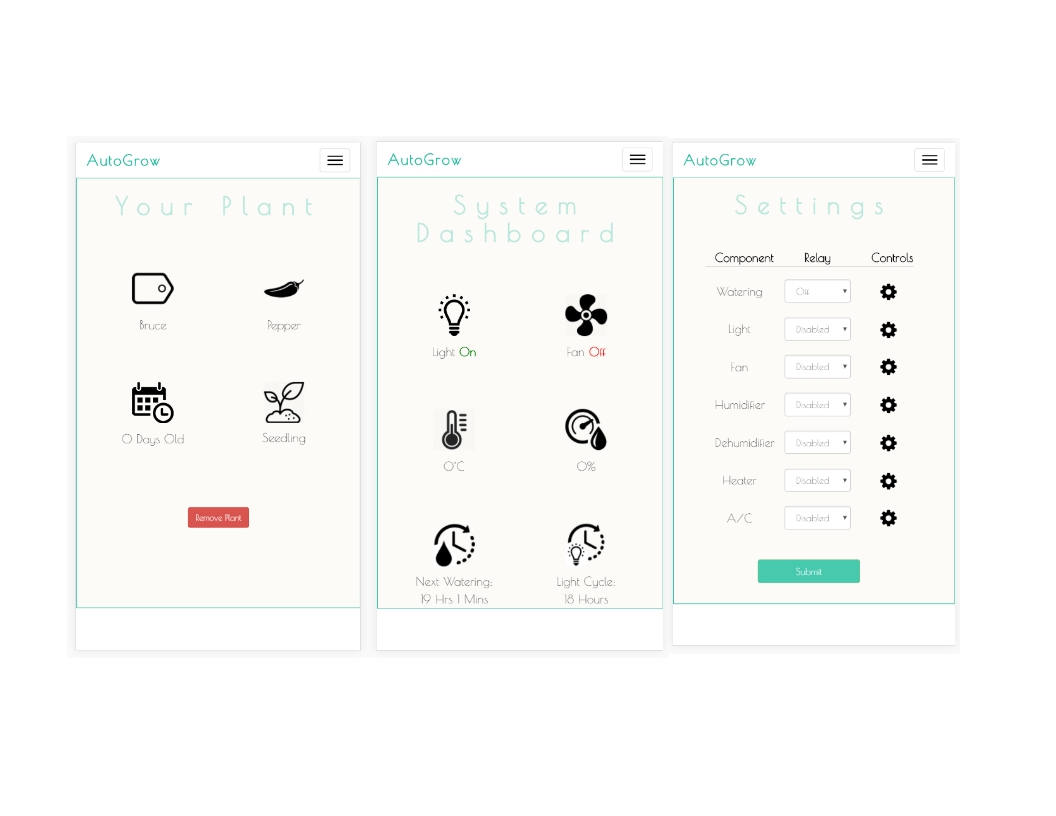 AutoGrow
Your Plant
Bruce
Pepper
0 Days Old
Seedling
Remove Plant
AutoGrow
System
Dashboard
Light On
Fan Off
0°C
0%
Next Watering:
19 Hrs 1 Mins
Light Cycle:
18 Hours
AutoGrow
Settings
Component Relay Controls
Watering Off
Light Disabled
Fan Disabled
Humidifier Disabled
Dehumidifier Disabled
Heater Disabled
A/C Disabled
Submit